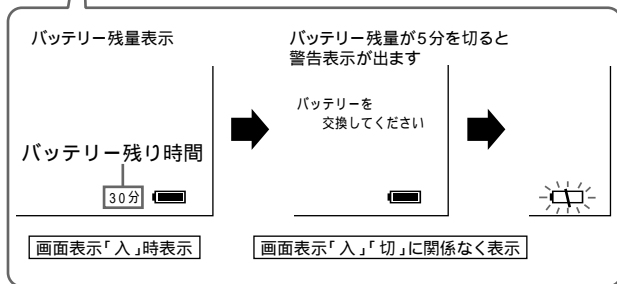 バッテリー残量表示
バッテリー残り時間
30分
画面表示「入」時表示
バッテリー残量が5分を切ると
警告表示が出ます
バッテリーを
交換してください
画面表示「入」「切」に関係なく表示